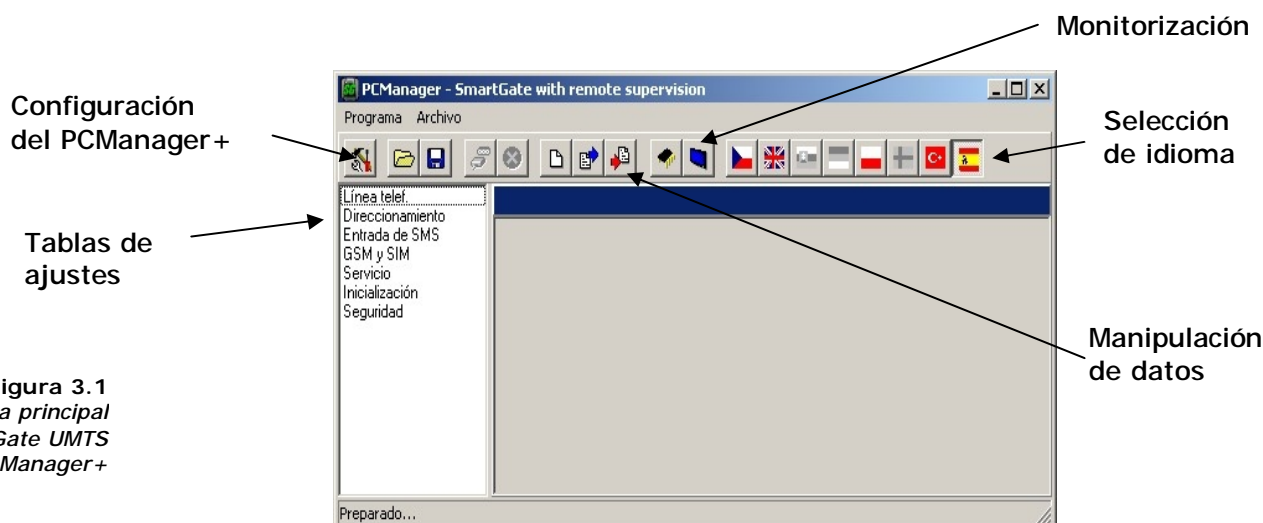 Monitorización
Configuración
del PCManager+
PCManager - SmartGate with remote supervision
Programa Archivo
Selección
de idioma
Tablas de
ajustes
Línea telef.
Direccionamiento
Entrada de SMS
GSM y SIM
Servicio
Inicialización
Seguridad
Manipulación
de datos
igura 3.1
a principal
Gate UMTS
Manager+
Preparado...